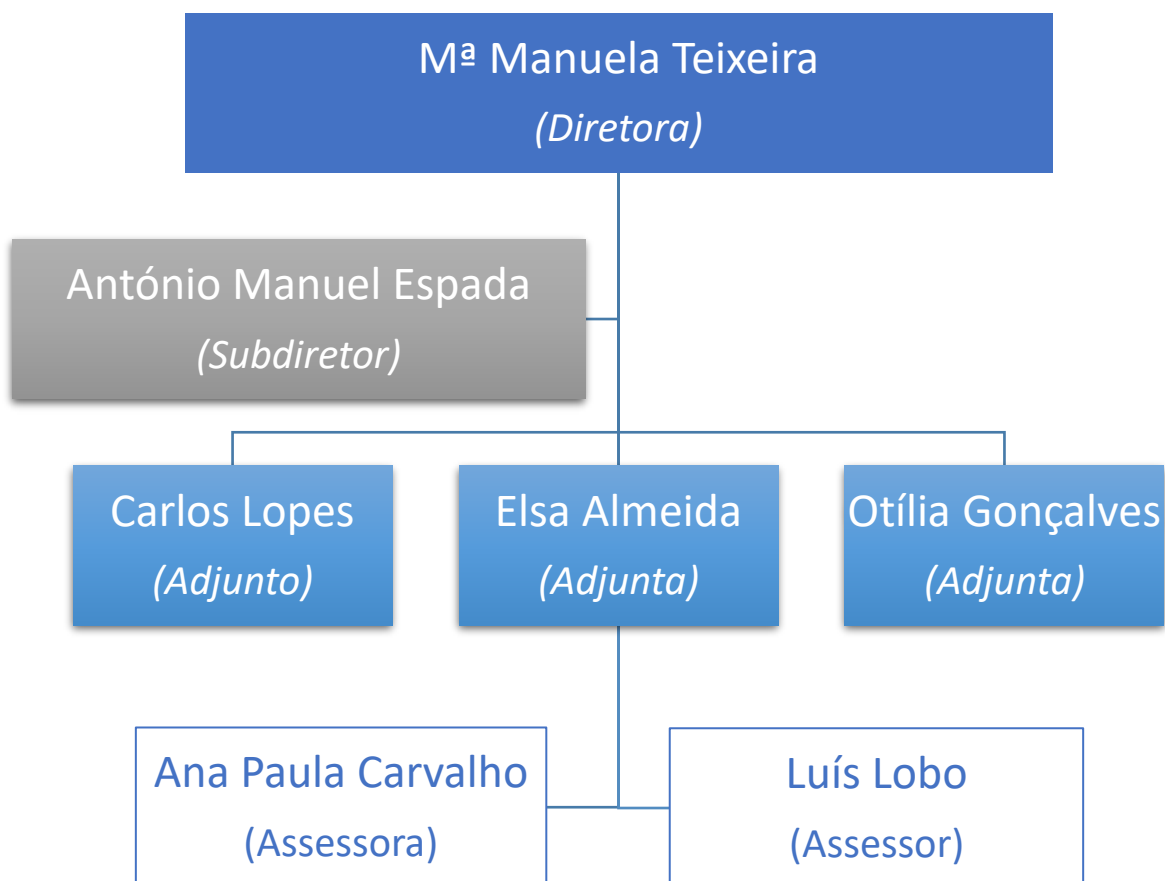 Mª Manuela Teixeira
(Diretora)
António Manuel Espada
(Subdiretor)
Carlos Lopes
(Adjunto)
Elsa Almeida
(Adjunta)
Otília Gonçalves
(Adjunta)
Ana Paula Carvalho
(Assessora)
Luís Lobo
(Assessor)